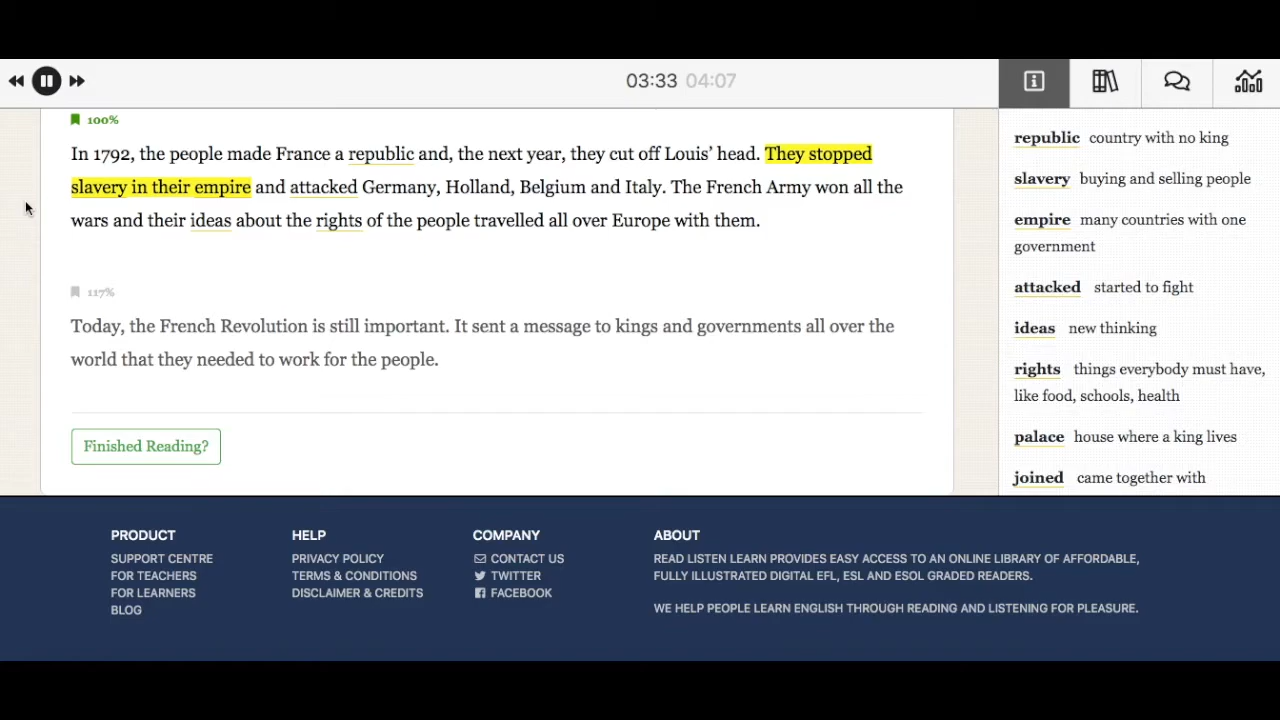 03:33 04:07
100%
In 1792, the people made France a republic and, the next year, they cut off Louis’ head. They stopped
slavery in their empire and attacked Germany, Holland, Belgium and Italy. The French Army won all the
wars and their ideas about the rights of the people travelled all over Europe with them.
117%
Today, the French Revolution is still important. It sent a message to kings and governments all over the
world that they needed to work for the people.
Finished Reading?
republic country with no king
slavery buying and selling people
empire many countries with one
government
attacked started to fight
ideas new thinking
rights things everybody must have,
like food, schools, health
palace house where a king lives
joined came together with
PRODUCT
SUPPORT CENTRE
FOR TEACHERS
FOR LEARNERS
BLOG
HELP
PRIVACY POLICY
TERMS & CONDITIONS
DISCLAIMER & CREDITS
COMPANY
CONTACT US
TWITTER
FACEBOOK
ABOUT
READ LISTEN LEARN PROVIDES EASY ACCESS TO AN ONLINE LIBRARY OF AFFORDABLE,
FULLY ILLUSTRATED DIGITAL EFL, ESL AND ESOL GRADED READERS.
WE HELP PEOPLE LEARN ENGLISH THROUGH READING AND LISTENING FOR PLEASURE.